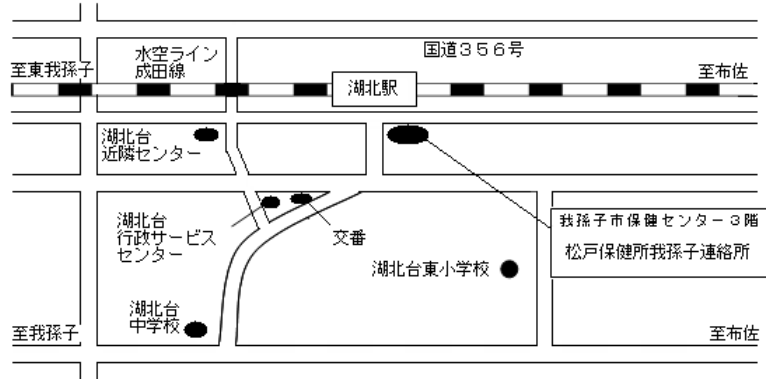 国道３５６号
水空ライン
成田線
至東我孫子
至布佐
湖北駅
湖北台
近隣センター
湖北台
行政サービス
センター
交番
我孫子市保健センター３階
松戸保健所我孫子連絡所
湖北台東小学校
湖北台
中学校
至我孫子
至布佐